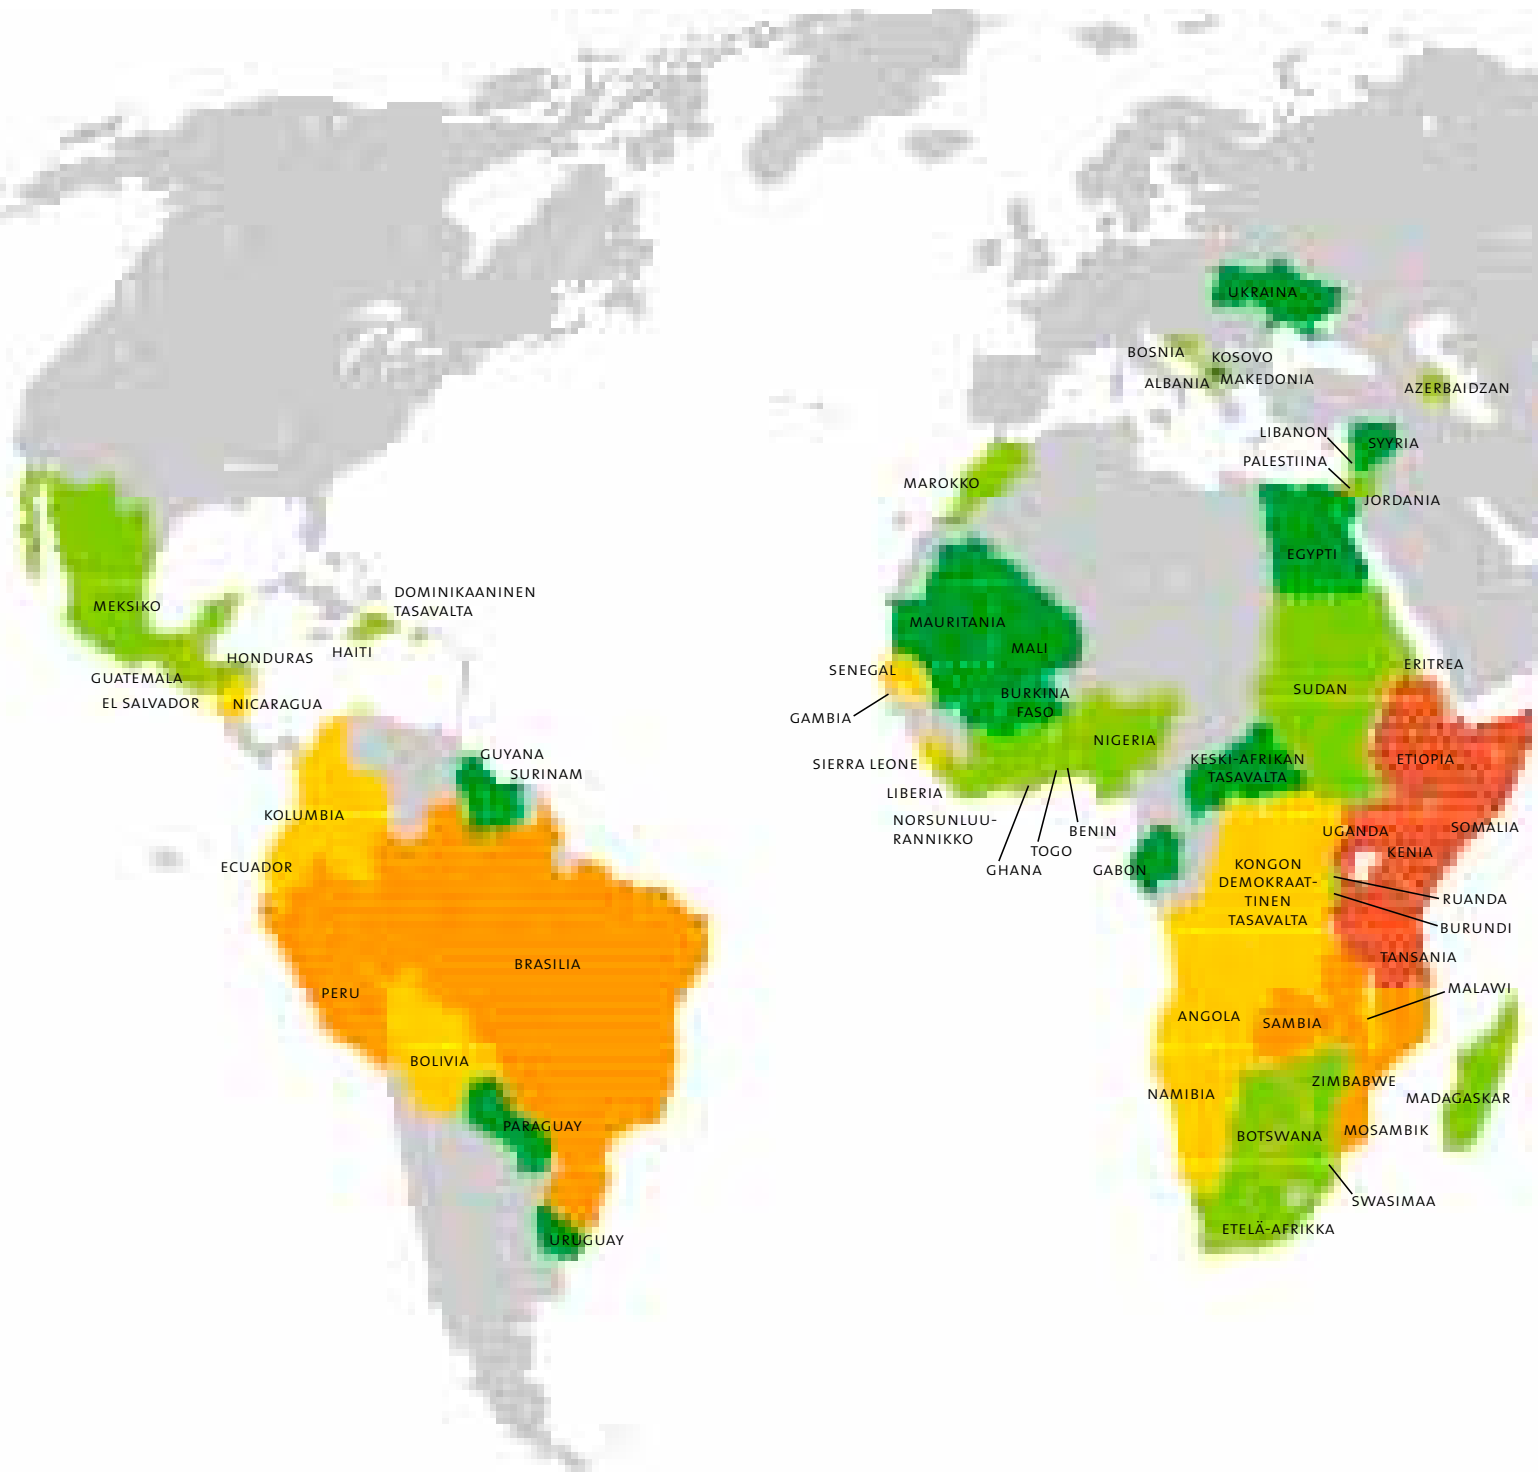 UKRAINA
BOSNIA
KOSOVO
ALBANIA
MAKEDONIA
AZERBAIDZAN
LIBANON
SYYRIA
PALESTIINA
JORDANIA
MAROKKO
EGYPTI
MEKSIKO
DOMINIKAANINEN
TASAVALTA
HAITI
HONDURAS
GUATEMALA
EL SALVADOR
NICARAGUA
MAURITANIA
MALI
SENEGAL
GAMBIA
BURKINA
FASO
SUDAN
ERITREA
NIGERIA
SIERRA LEONE
LIBERIA
NORSUNLUU-
RANNIKKO
GHANA
TOGO
BENIN
KESKI-AFRIKAN
TASAVALTA
ETIOPIA
GUYANA
SURINAM
KOLUMBIA
ECUADOR
GABON
UGANDA
SOMALIA
KENIA
KONGON
DEMOKRAAT-
TINEN
TASAVALTA
RUANDA
BURUNDI
TANSANIA
BRASILIA
PERU
MALAWI
ANGOLA
SAMBIA
BOLIVIA
NAMIBIA
ZIMBABWE
MADAGASKAR
PARAGUAY
BOTSWANA
MOSAMBIK
SWASIMAA
ETELÄ-AFRIKKA
URUGUAY